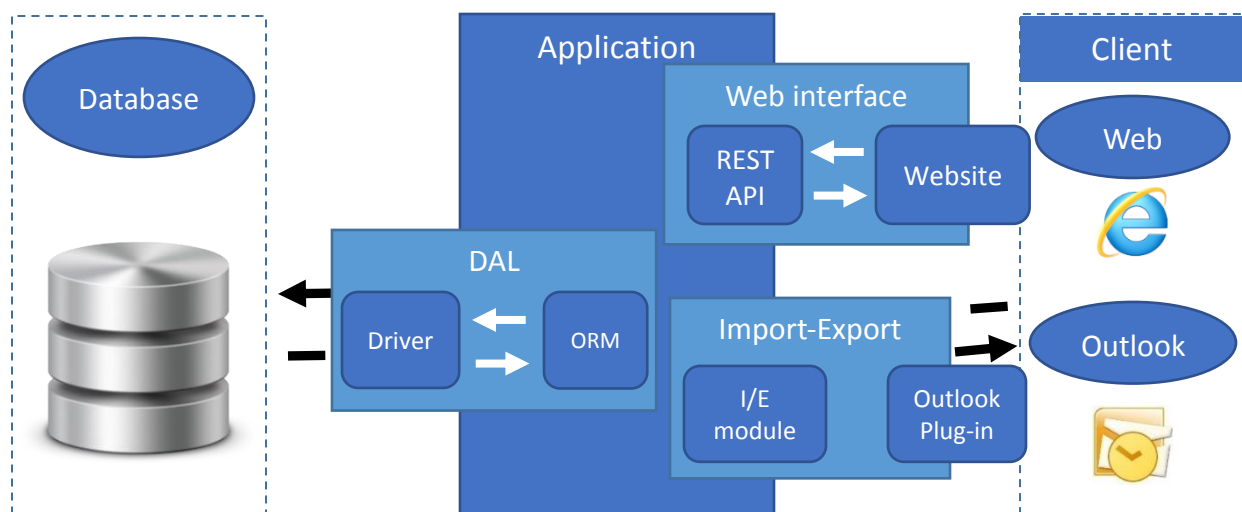 Database
Application
Client
Web interface
Web
REST
API
Website
DAL
Driver
ORM
Import-Export
Outlook
I/E
module
Outlook
Plug-in